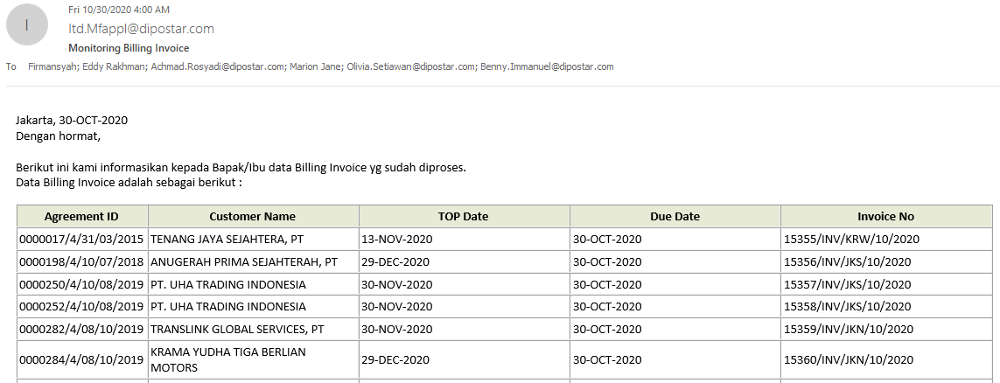 Fri 10/30/2020 4:00 AM
I
ltd.Mfappl@dipostar.com
Monitoring Billing Invoice
To Firmansyah; Eddy Rakhman; Achmad.Rosyadi@dipostar.com; Marion Jane; Olivia.Setiawan@dipostar.com; Benny.Immanuel@dipostar.com
Jakarta, 30-OCT-2020
Dengan hormat,
Berikut ini kami informasikan kepada Bapak/Ibu data Billing Invoice yg sudah diproses.
Data Billing Invoice adalah sebagai berikut :
Agreement ID Customer Name TOP Date Due Date Invoice No
0000017/4/31/03/2015 TENANG JAYA SEJAHTERA, PT 13-NOV-2020 30-OCT-2020 15355/INV/KRW/10/2020
0000198/4/10/07/2018 ANUGERAH PRIMA SEJAHTERAH, PT 29-DEC-2020 30-OCT-2020 15356/INV/JKS/10/2020
0000250/4/10/08/2019 PT. UHA TRADING INDONESIA 30-NOV-2020 30-OCT-2020 15357/INV/JKS/10/2020
0000252/4/10/08/2019 PT. UHA TRADING INDONESIA 30-NOV-2020 30-OCT-2020 15358/INV/JKS/10/2020
0000282/4/08/10/2019 TRANSLINK GLOBAL SERVICES, PT 30-NOV-2020 30-OCT-2020 15359/INV/JKN/10/2020
0000284/4/08/10/2019 KRAMA YUDHA TIGA BERLIAN
MOTORS 29-DEC-2020 30-OCT-2020 15360/INV/JKN/10/2020